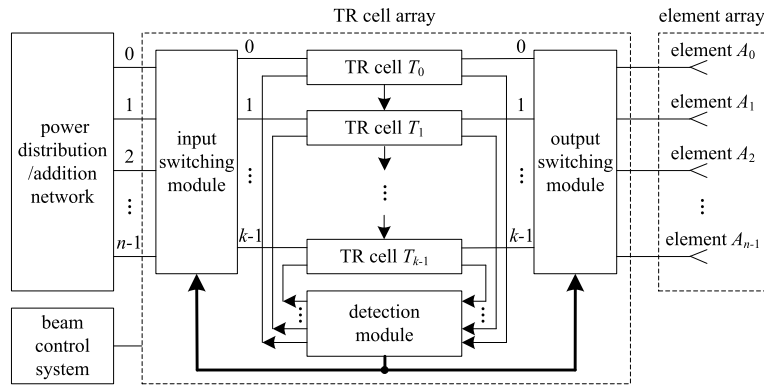 TR cell array
element array
0
0
0
element A0
TR cell T0
1
1
1
element A1
TR cell T1
power
distribution
/addition
network
input
switching
module
output
switching
module
2
element A2
⋮
⋮
⋮
⋮
⋮
n-1
k-1
k-1
element An-1
TR cell Tk-1
⋮
⋮
detection
module
beam
control
system